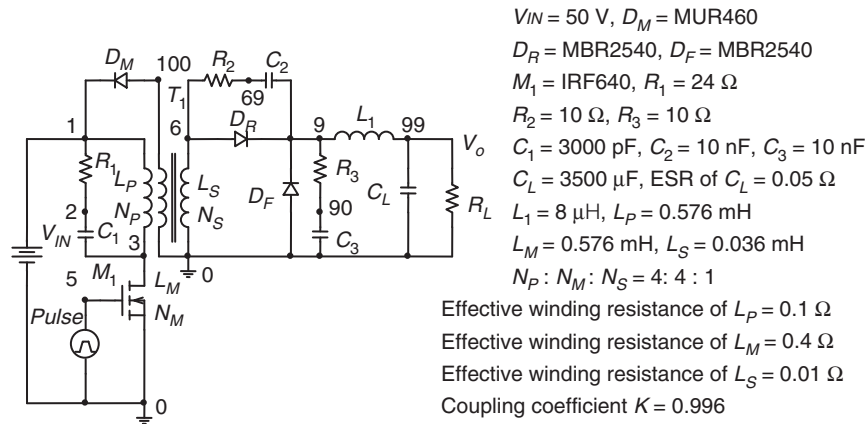 V_IN = 50 V, D_M = MUR460
D_R = MBR2540, D_F = MBR2540
M_1 = IRF640, R_1 = 24 Ω
R_2 = 10 Ω, R_3 = 10 Ω
C_1 = 3000 pF, C_2 = 10 nF, C_3 = 10 nF
C_L = 3500 μF, ESR of C_L = 0.05 Ω
L_1 = 8 μH, L_P = 0.576 mH
L_M = 0.576 mH, L_S = 0.036 mH
N_P : N_M : N_S = 4: 4 : 1
Effective winding resistance of L_P = 0.1 Ω
Effective winding resistance of L_M = 0.4 Ω
Effective winding resistance of L_S = 0.01 Ω
Coupling coefficient K = 0.996
D_M
100
R_2
C_2
T_1
69
D_R
L_1
1
6
9
99
V_o
R_1
L_P
L_S
R_3
D_F
C_L
R_L
N_P
N_S
2
90
V_IN
C_1
C_3
3
0
5
M_1
L_M
N_M
Pulse
0